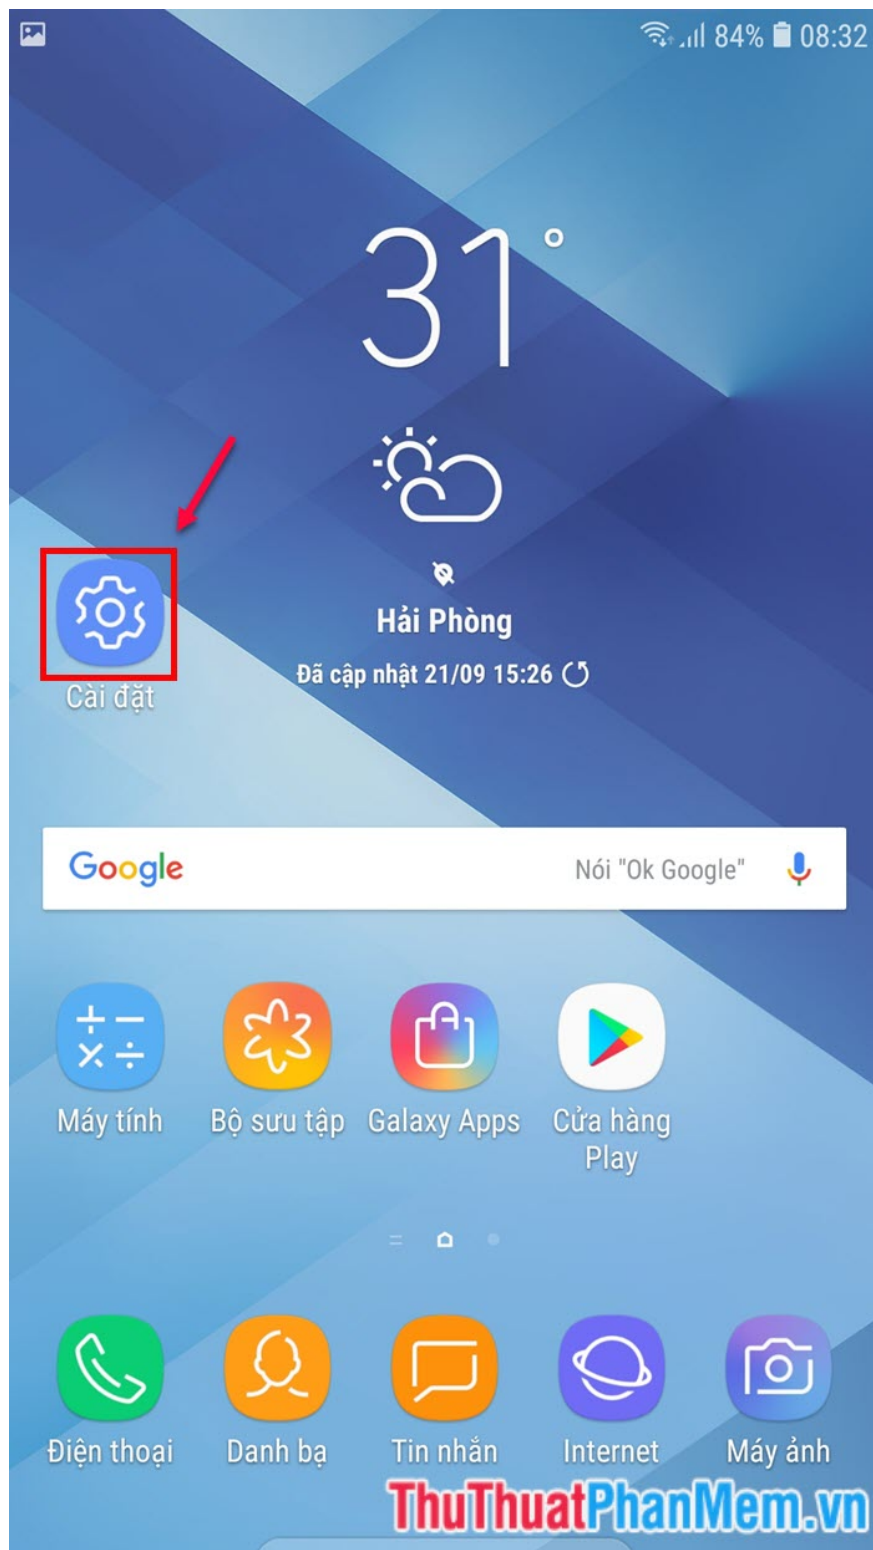 84% 08:32
31°
Hải Phòng
Đã cập nhật 21/09 15:26
Cài đặt
Google Nói "Ok Google"
Máy tính Bộ sưu tập Galaxy Apps Cửa hàng
Play
Điện thoại Danh bạ Tin nhắn Internet Máy ảnh
ThuThuatPhanMem.vn